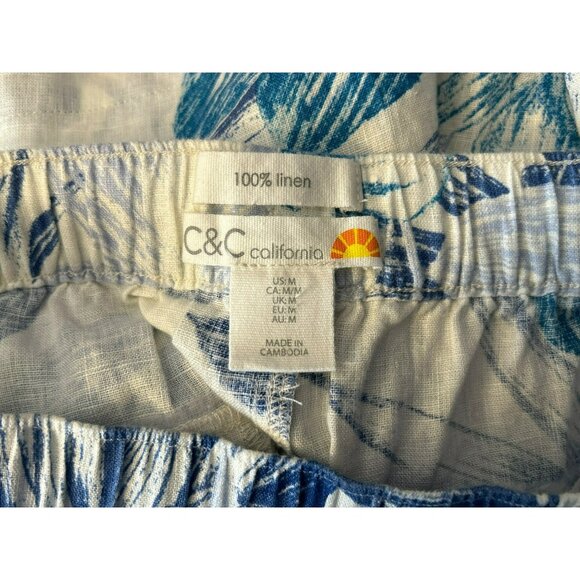 100% linen
C&C california
US: M
CA: M/M
UK: M
EU: M
AU: M
MADE IN
CAMBODIA